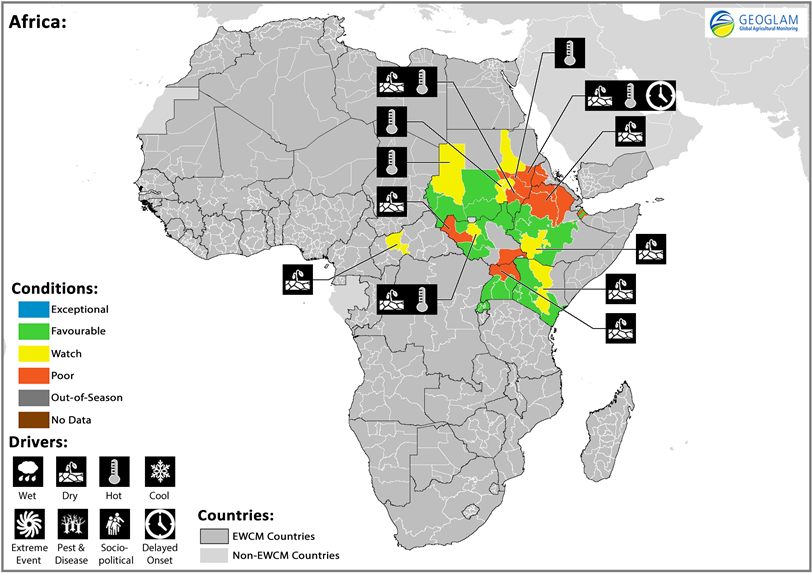 Africa:
GEOGLAM
Global Agricultural Monitoring
Conditions:
Exceptional
Favourable
Watch
Poor
Out-of-Season
No Data
Drivers:
Wet
Dry
Hot
Cool
Extreme
Event
Pest &
Disease
Socio-
political
Delayed
Onset
Countries:
EWCM Countries
Non-EWCM Countries